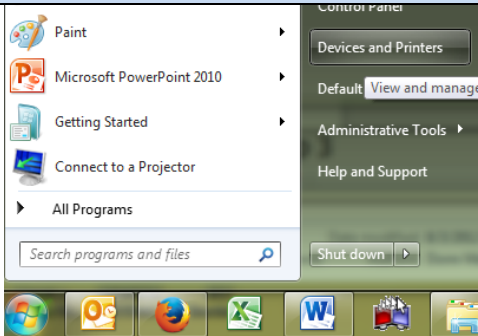 Paint
Microsoft PowerPoint 2010
Getting Started
Connect to a Projector
All Programs
Search programs and files
Control Panel
Devices and Printers
Default
View and manage
Administrative Tools
Help and Support
Shut down